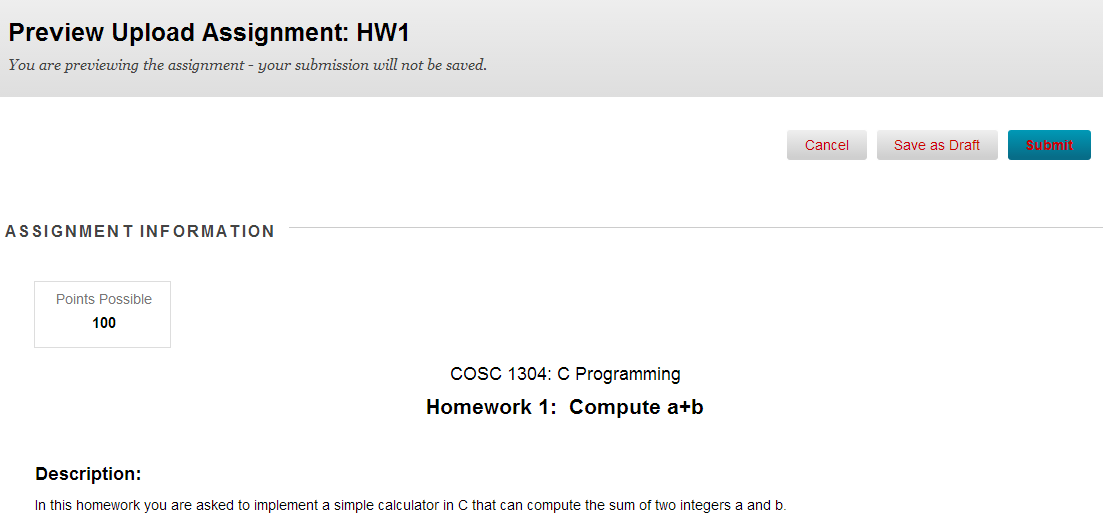 Preview Upload Assignment: HW1
You are previewing the assignment - your submission will not be saved.
Cancel Save as Draft Submit
ASSIGNMENT INFORMATION
Points Possible
100
COSC 1304: C Programming
Homework 1: Compute a+b
Description:
In this homework you are asked to implement a simple calculator in C that can compute the sum of two integers a and b.